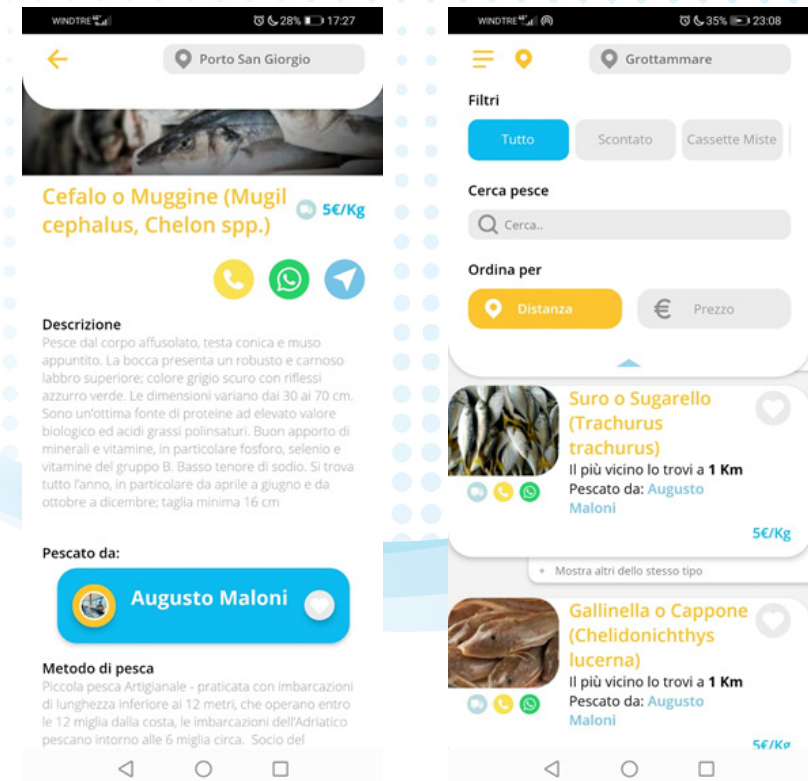 WINDTRE 28% 17:27
Porto San Giorgio
Cefalo o Muggine (Mugil
cephalus, Chelon spp.)
5€/Kg
Descrizione
Pesce dal corpo affusolato, testa conica e muso
appuntito. La bocca presenta un robusto e carnoso
labbro superiore; colore grigio scuro con riflessi
azzurro verde. Le dimensioni variano dai 30 ai 70 cm.
Sono un'ottima fonte di proteine ad elevato valore
biologico ed acidi grassi polinsaturi. Buon apporto di
minerali e vitamine, in particolare fosforo, selenio e
vitamine del gruppo B. Basso tenore di sodio. Si trova
tutto l'anno, in particolare da aprile a giugno e da
ottobre a dicembre; taglia minima 16 cm
Pescato da:
Augusto Maloni
Metodo di pesca
Piccola pesca Artigianale - praticata con imbarcazioni
di lunghezza inferiore ai 12 metri, che operano entro
le 12 miglia dalla costa, le imbarcazioni dell'Adriatico
pescano intorno alle 6 miglia circa. Socio del
WINDTRE 35% 23:08
Grottammare
Filtri
Tutto
Scontato
Cassette Miste
Cerca pesce
Cerca..
Ordina per
Distanza
€ Prezzo
Suro o Sugarello
(Trachurus
trachurus)
Il più vicino lo trovi a 1 Km
Pescato da: Augusto
Maloni
5€/Kg
+ Mostra altri dello stesso tipo
Gallinella o Cappone
(Chelidonichthys
lucerna)
Il più vicino lo trovi a 1 Km
Pescato da: Augusto
Maloni
5€/Kg